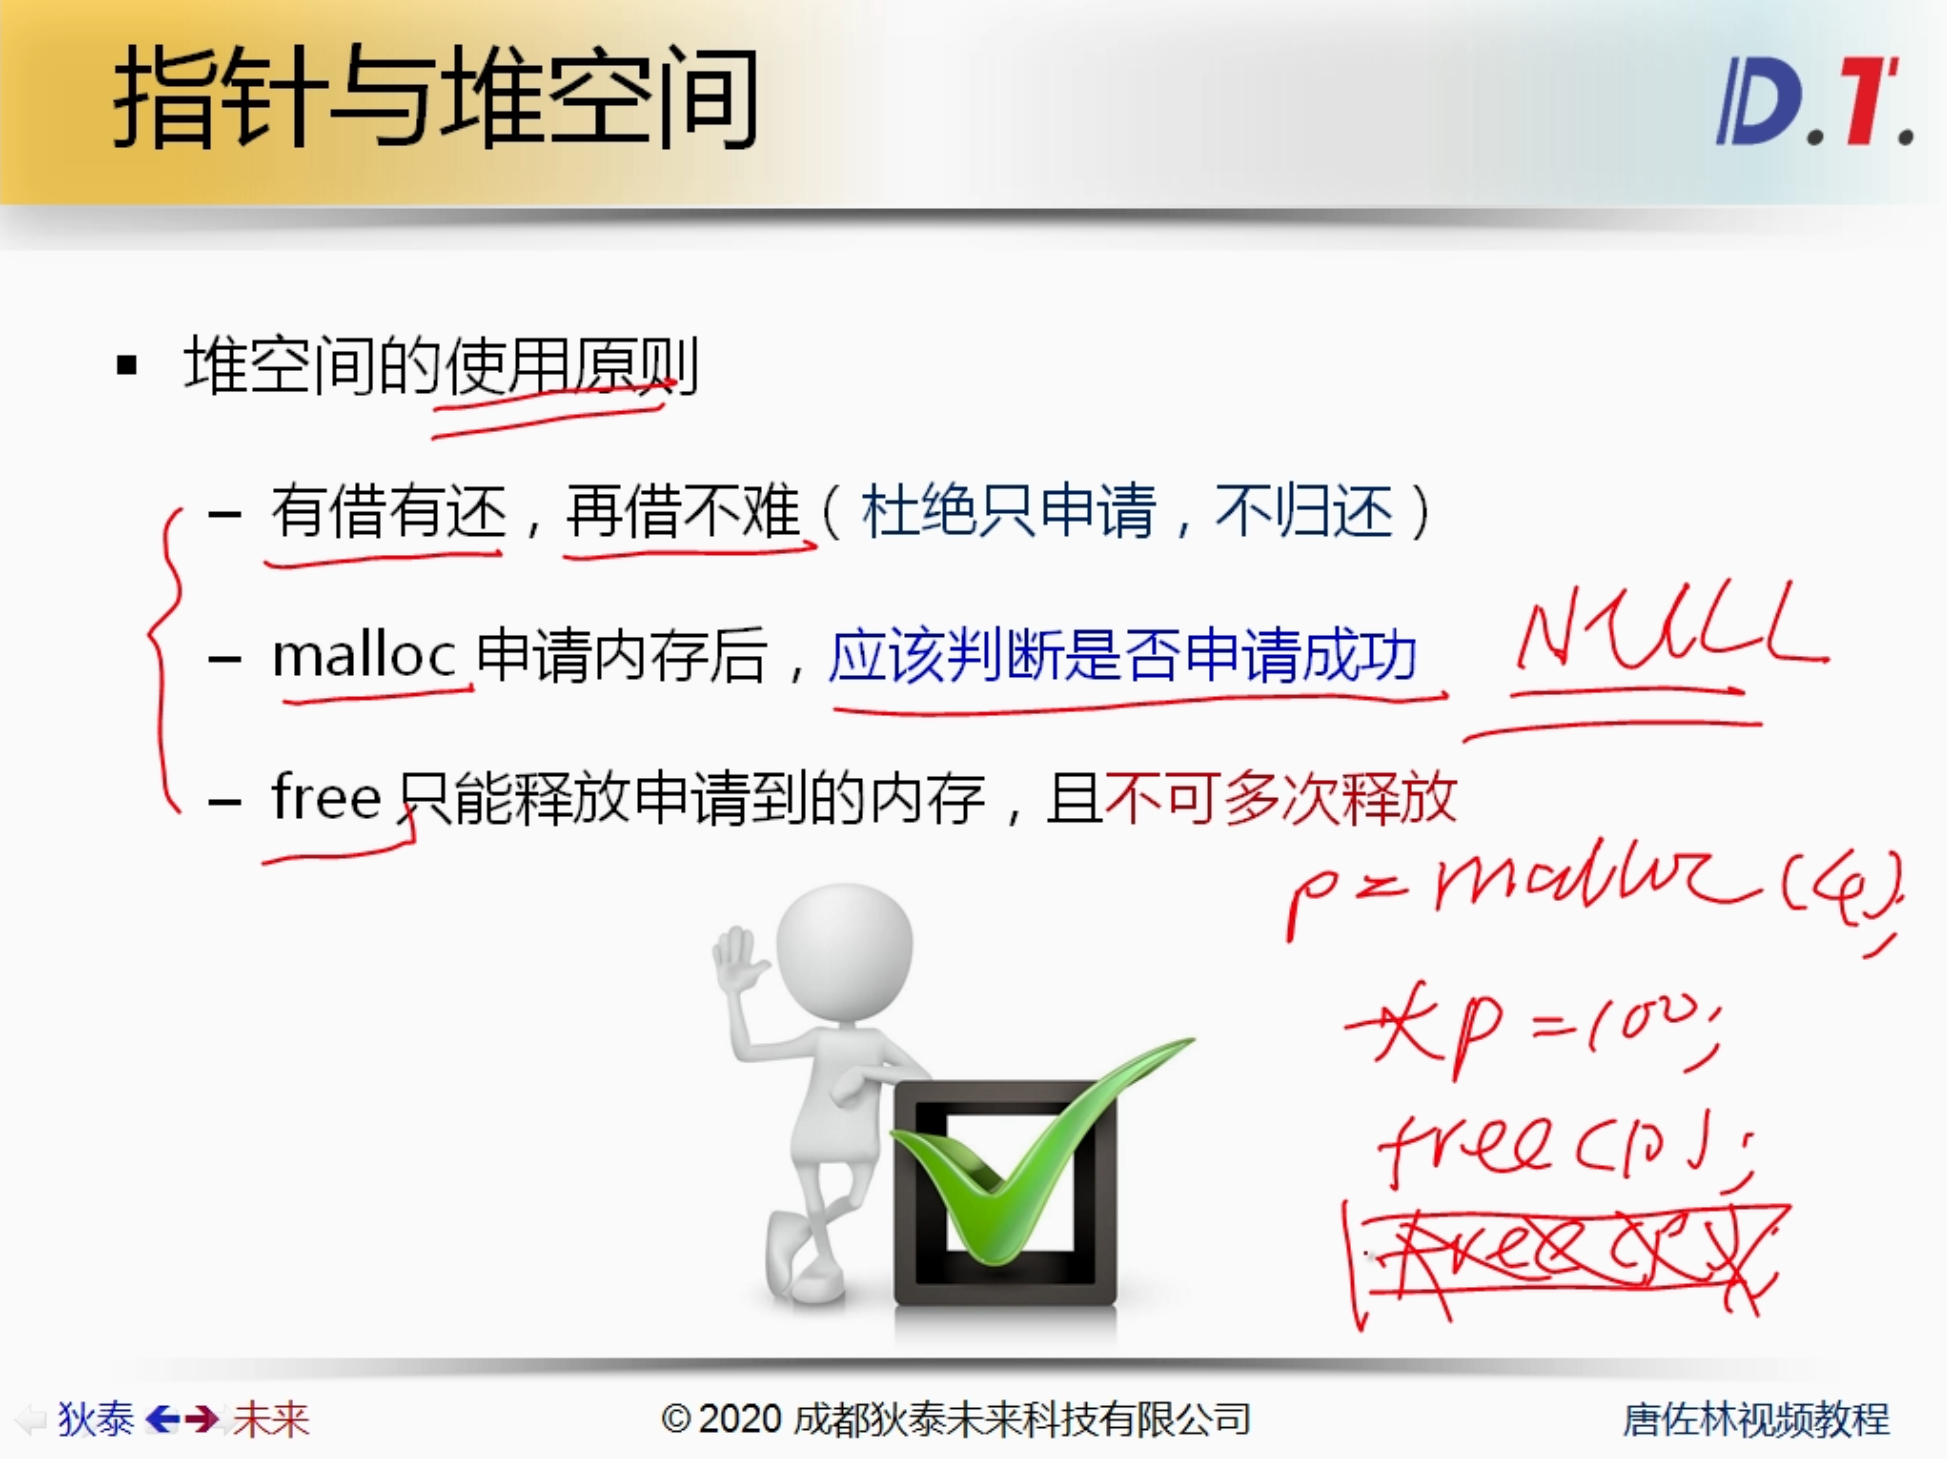 指针与堆空间
D.T.
▪ 堆空间的使用原则
– 有借有还，再借不难（杜绝只申请，不归还）
– malloc 申请内存后，应该判断是否申请成功
NULL
– free 只能释放申请到的内存，且不可多次释放
p = malloc (4);
*p = 100;
free(p);
free(p);
狄泰 未来
© 2020 成都狄泰未来科技有限公司
唐佐林视频教程